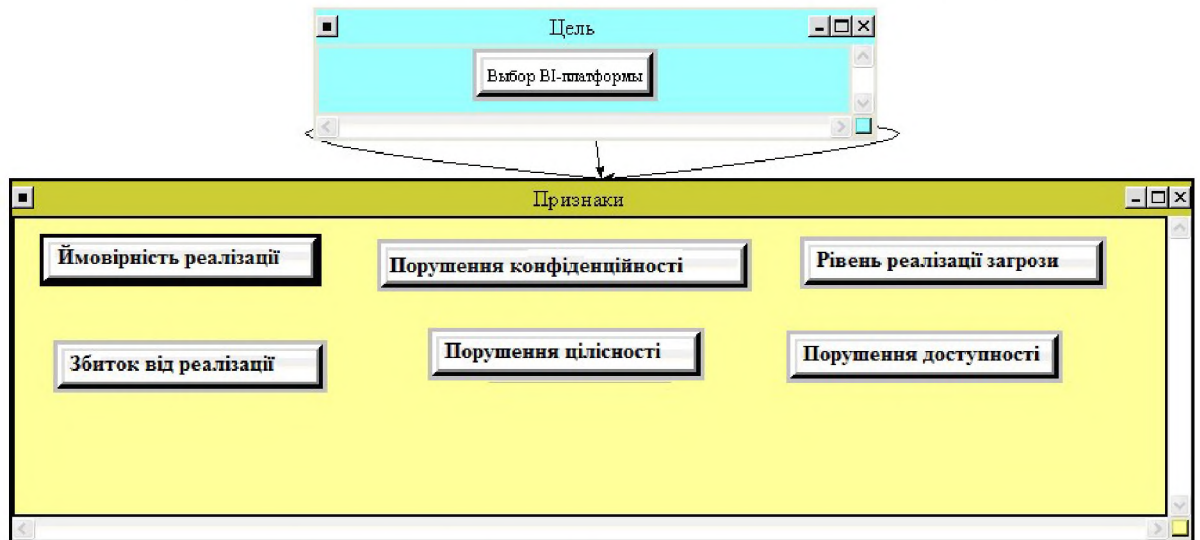 Цель
Выбор BI-платформы
Признаки
Ймовірність реалізації
Порушення конфіденційності
Рівень реалізації загрози
Збиток від реалізації
Порушення цілісності
Порушення доступності